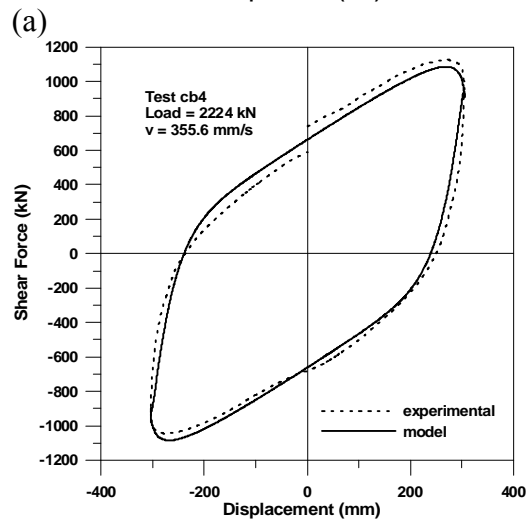 (a)
1200
1000
800
600
400
200
0
-200
-400
-600
-800
-1000
-1200
Shear Force (kN)
Test cb4
Load = 2224 kN
v = 355.6 mm/s
experimental
model
-400
-200
0
200
400
Displacement (mm)